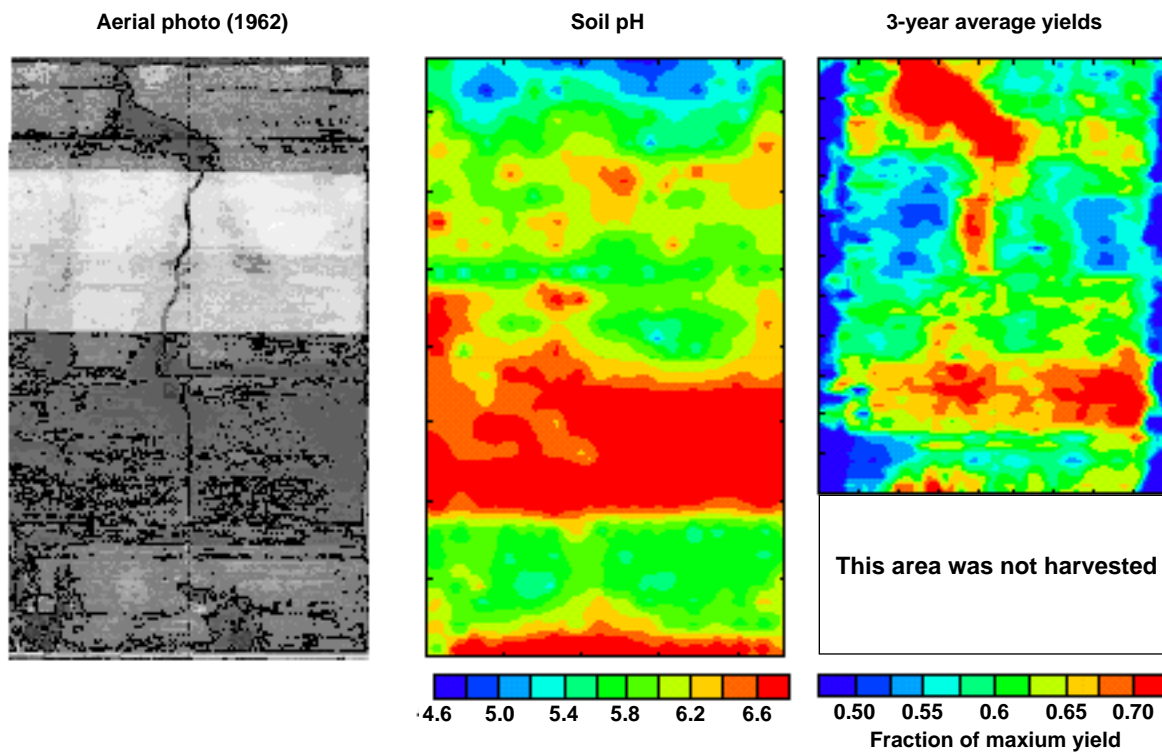 Aerial photo (1962)
Soil pH
3-year average yields
This area was not harvested
4.6 5.0 5.4 5.8 6.2 6.6
0.50 0.55 0.6 0.65 0.70
Fraction of maxium yield